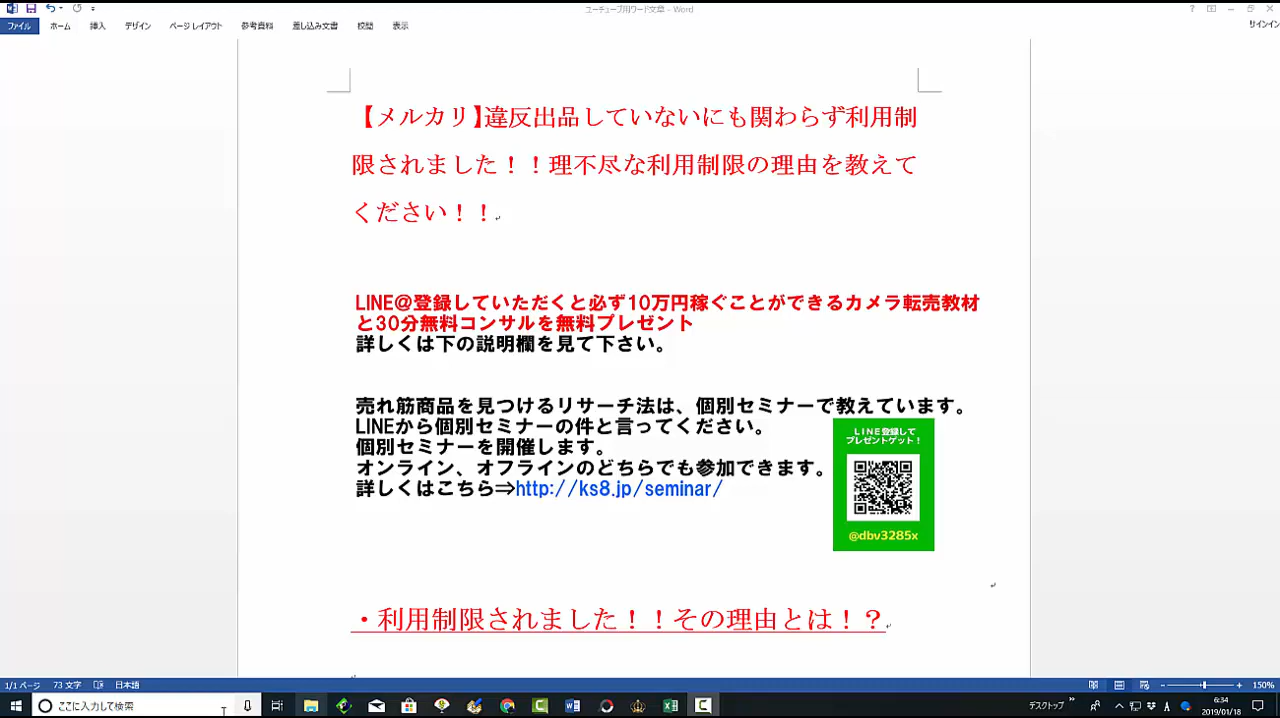 ユーチューブ用ワード文章 - Word
サインイン
ファイル ホーム 挿入 デザイン ページ レイアウト 参考資料 差し込み文書 校閲 表示
【メルカリ】違反出品していないにも関わらず利用制
限されました！！理不尽な利用制限の理由を教えて
ください！！
LINE@登録していただくと必ず10万円稼ぐことができるカメラ転売教材
と30分無料コンサルを無料プレゼント
詳しくは下の説明欄を見て下さい。
売れ筋商品を見つけるリサーチ法は、個別セミナーで教えています。
LINEから個別セミナーの件と言ってください。
個別セミナーを開催します。
オンライン、オフラインのどちらでも参加できます。
詳しくはこちら⇒http://ks8.jp/seminar/
LINE登録して
プレゼントゲット！
@dbv3285x
・利用制限されました！！その理由とは！？
1/1 ページ 73 文字 日本語 150%
ここに入力して検索 デスクトップ 6:34
2019/01/18